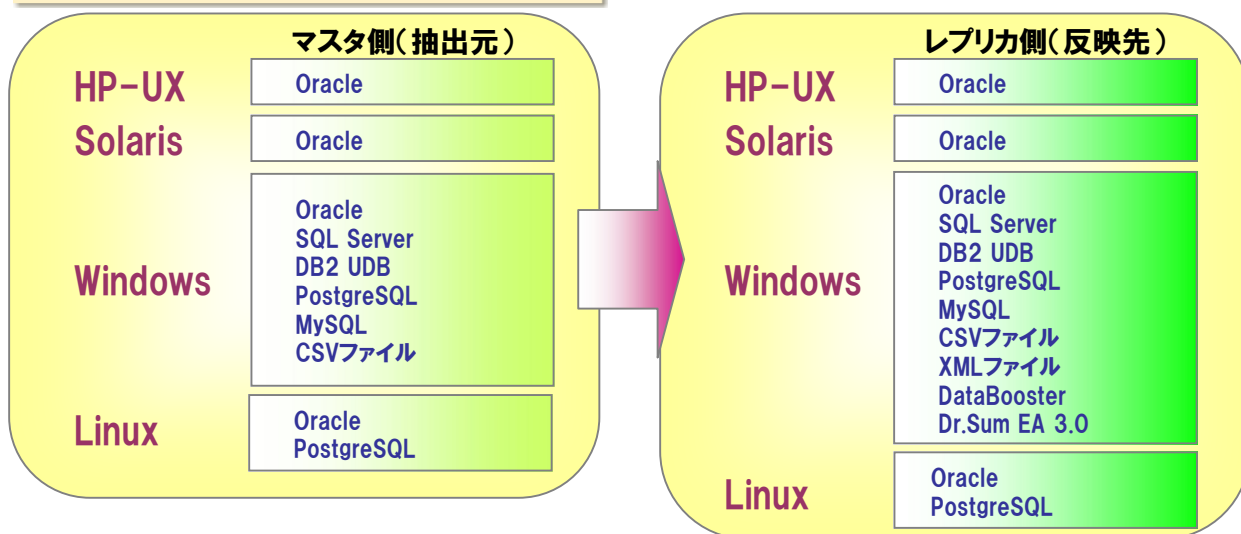 マスタ側(抽出元)
HP-UX
Oracle
Solaris
Oracle
Windows
Oracle
SQL Server
DB2 UDB
PostgreSQL
MySQL
CSVファイル
Linux
Oracle
PostgreSQL
レプリカ側(反映先)
HP-UX
Oracle
Solaris
Oracle
Windows
Oracle
SQL Server
DB2 UDB
PostgreSQL
MySQL
CSVファイル
XMLファイル
DataBooster
Dr.Sum EA 3.0
Linux
Oracle
PostgreSQL